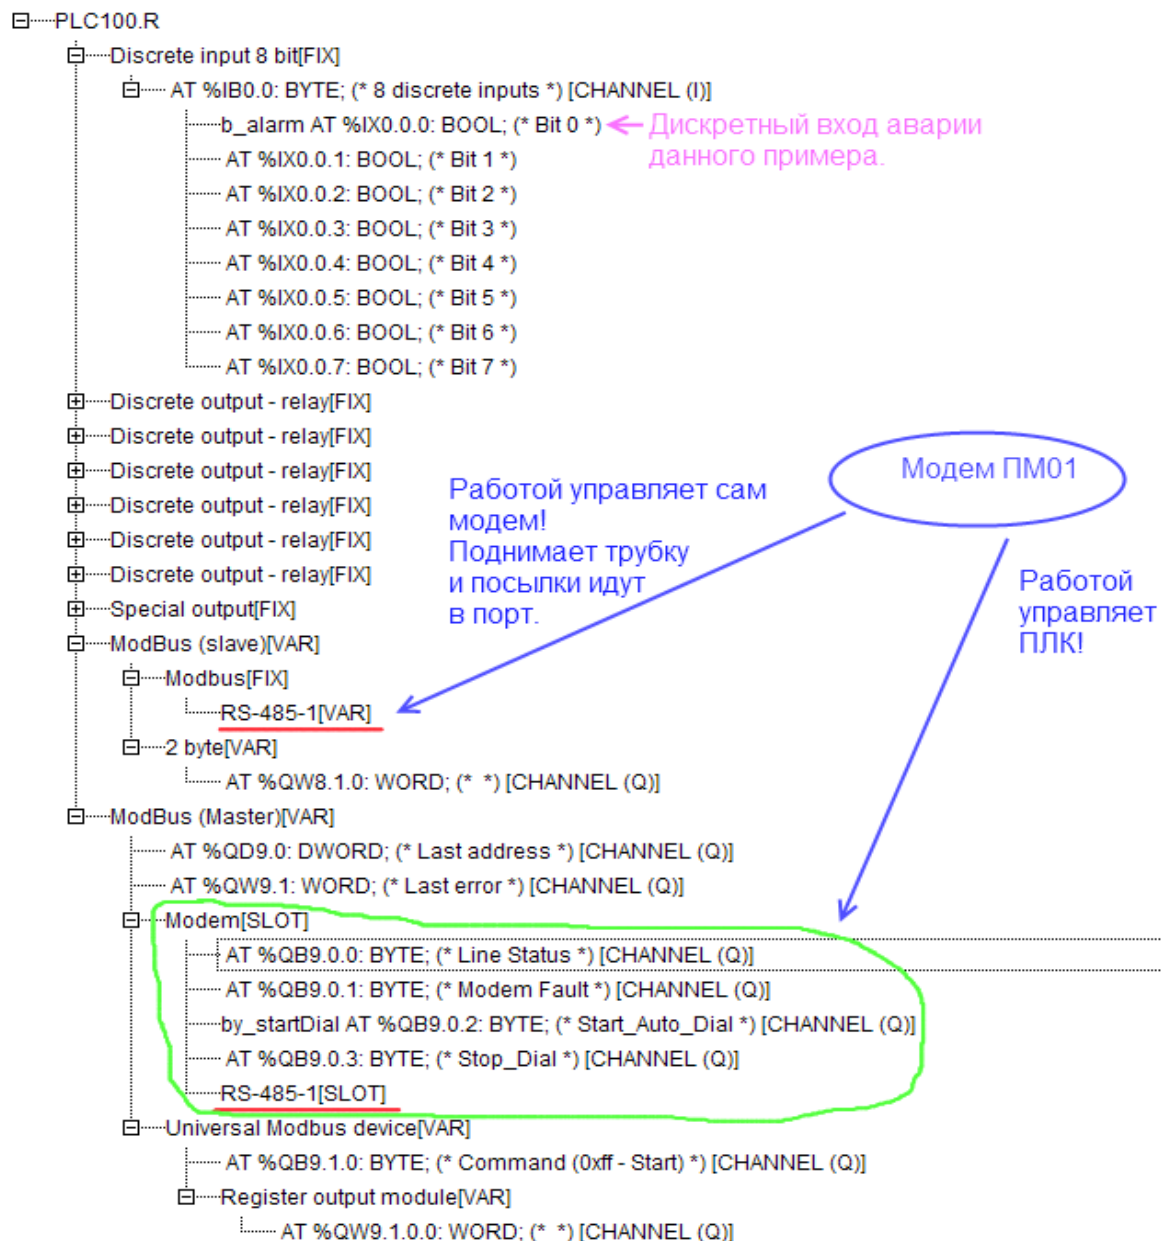 PLC100.R
Discrete input 8 bit[FIX]
AT %IB0.0: BYTE; (* 8 discrete inputs *) [CHANNEL (I)]
b_alarm AT %IX0.0.0: BOOL; (* Bit 0 *)
Дискретный вход аварии
данного примера.
AT %IX0.0.1: BOOL; (* Bit 1 *)
AT %IX0.0.2: BOOL; (* Bit 2 *)
AT %IX0.0.3: BOOL; (* Bit 3 *)
AT %IX0.0.4: BOOL; (* Bit 4 *)
AT %IX0.0.5: BOOL; (* Bit 5 *)
AT %IX0.0.6: BOOL; (* Bit 6 *)
AT %IX0.0.7: BOOL; (* Bit 7 *)
Discrete output - relay[FIX]
Discrete output - relay[FIX]
Discrete output - relay[FIX]
Discrete output - relay[FIX]
Discrete output - relay[FIX]
Discrete output - relay[FIX]
Special output[FIX]
Модем ПМ01
Работой управляет сам
модем!
Поднимает трубку
и посылки идут
в порт.
Работой
управляет
ПЛК!
ModBus (slave)[VAR]
Modbus[FIX]
RS-485-1[VAR]
2 byte[VAR]
AT %QW8.1.0: WORD; (* *) [CHANNEL (Q)]
ModBus (Master)[VAR]
AT %QD9.0: DWORD; (* Last address *) [CHANNEL (Q)]
AT %QW9.1: WORD; (* Last error *) [CHANNEL (Q)]
Modem[SLOT]
AT %QB9.0.0: BYTE; (* Line Status *) [CHANNEL (Q)]
AT %QB9.0.1: BYTE; (* Modem Fault *) [CHANNEL (Q)]
by_startDial AT %QB9.0.2: BYTE; (* Start_Auto_Dial *) [CHANNEL (Q)]
AT %QB9.0.3: BYTE; (* Stop_Dial *) [CHANNEL (Q)]
RS-485-1[SLOT]
Universal Modbus device[VAR]
AT %QB9.1.0: BYTE; (* Command (0xff - Start) *) [CHANNEL (Q)]
Register output module[VAR]
AT %QW9.1.0.0: WORD; (* *) [CHANNEL (Q)]